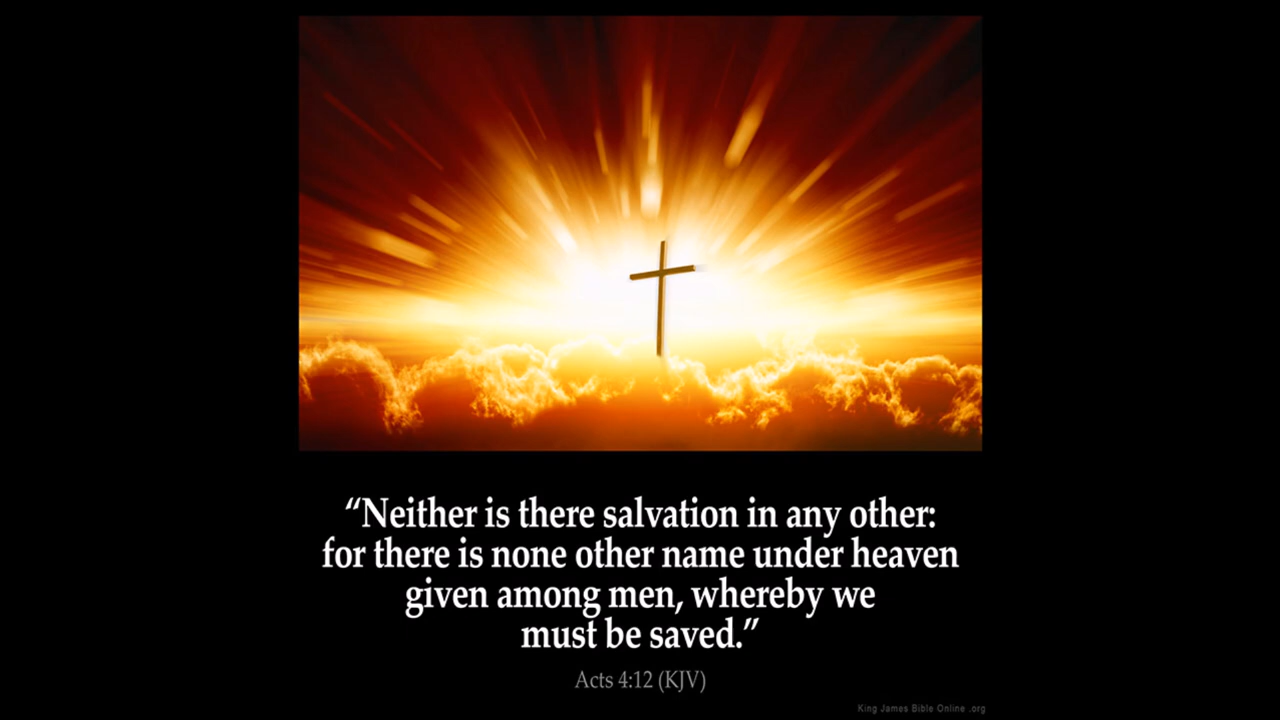 “Neither is there salvation in any other:
for there is none other name under heaven
given among men, whereby we
must be saved.”
Acts 4:12 (KJV)
King James Bible Online .org